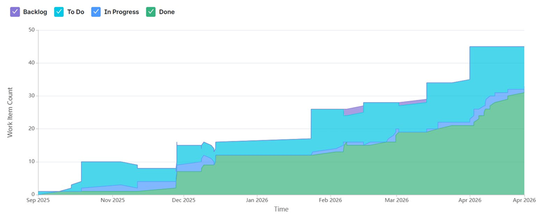 Backlog To Do In Progress Done
50
40
30
20
10
0
Work Item Count
Sep 2025 Nov 2025 Dec 2025 Jan 2026 Feb 2026 Mar 2026 Apr 2026 Apr 2026
Time